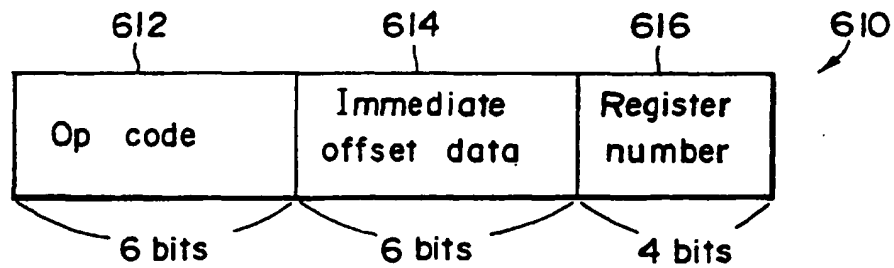 612 614 616 610
Op code
Immediate
offset data
Register
number
6 bits 6 bits 4 bits